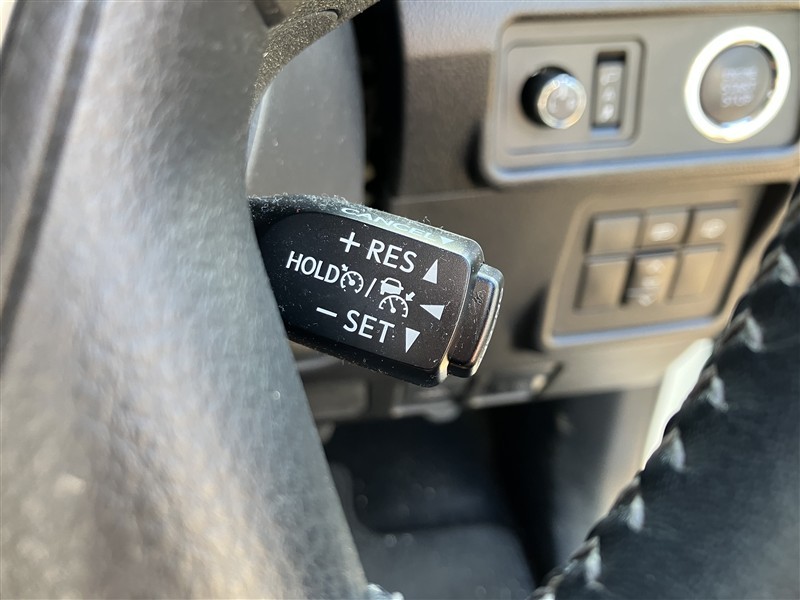 CANCEL
+ RES ▲
HOLD / ◀
− SET ▼